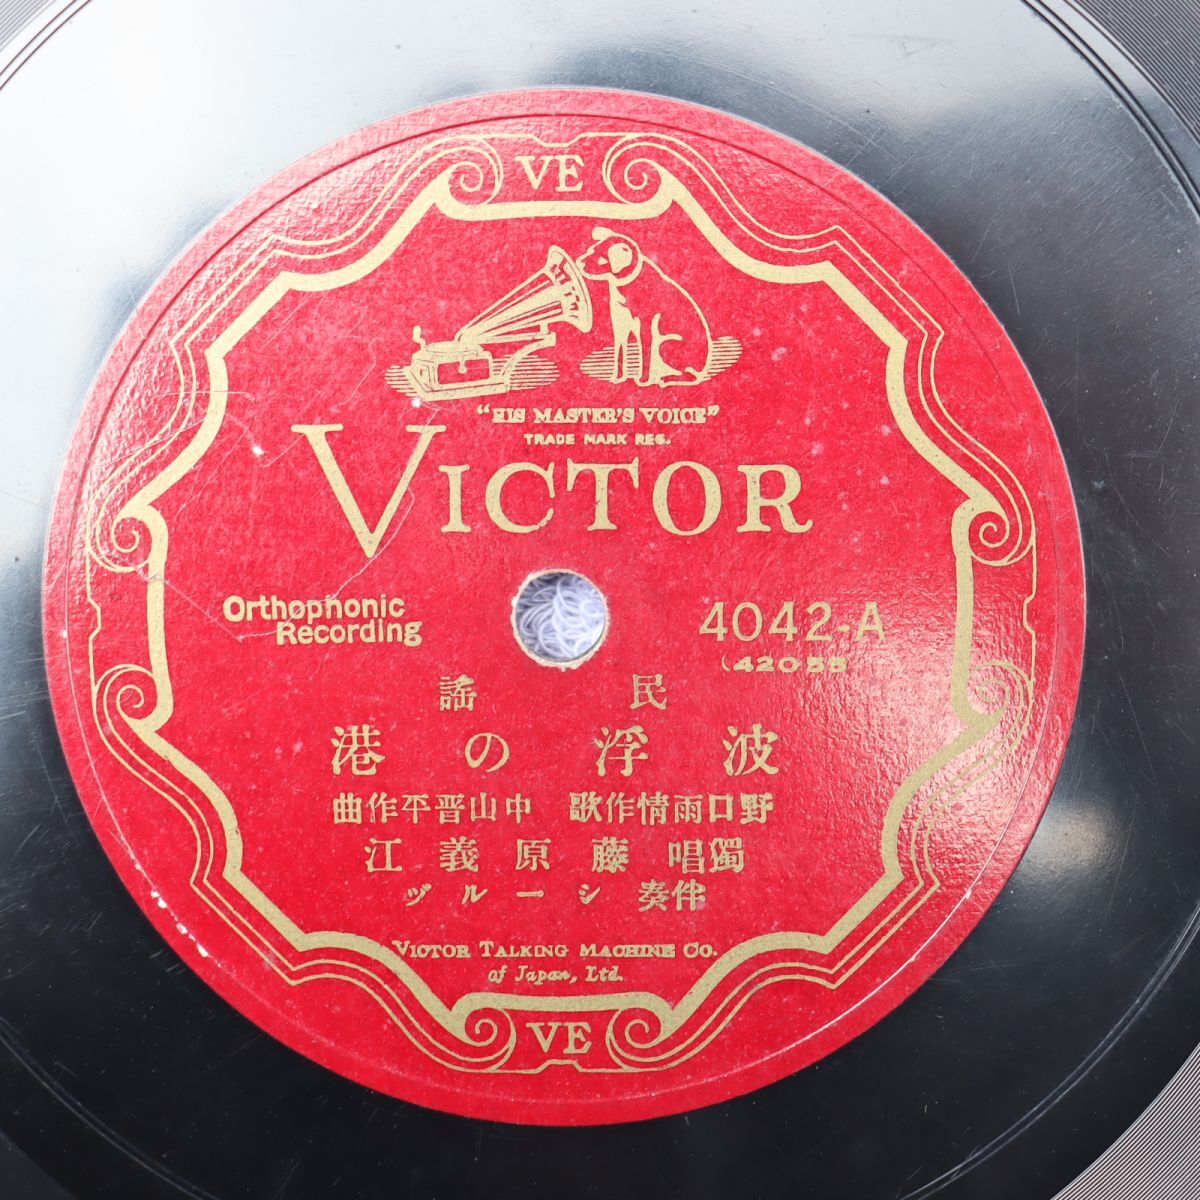 VE
"HIS MASTER'S VOICE"
TRADE MARK REG.
VICTOR
Orthophonic
Recording
4042-A
(42055
民謠
波浮の港
野口雨情作歌 中山晋平作曲
獨唱 藤原義江
伴奏 シールヅ
VICTOR TALKING MACHINE CO.
of Japan, Ltd.
VE